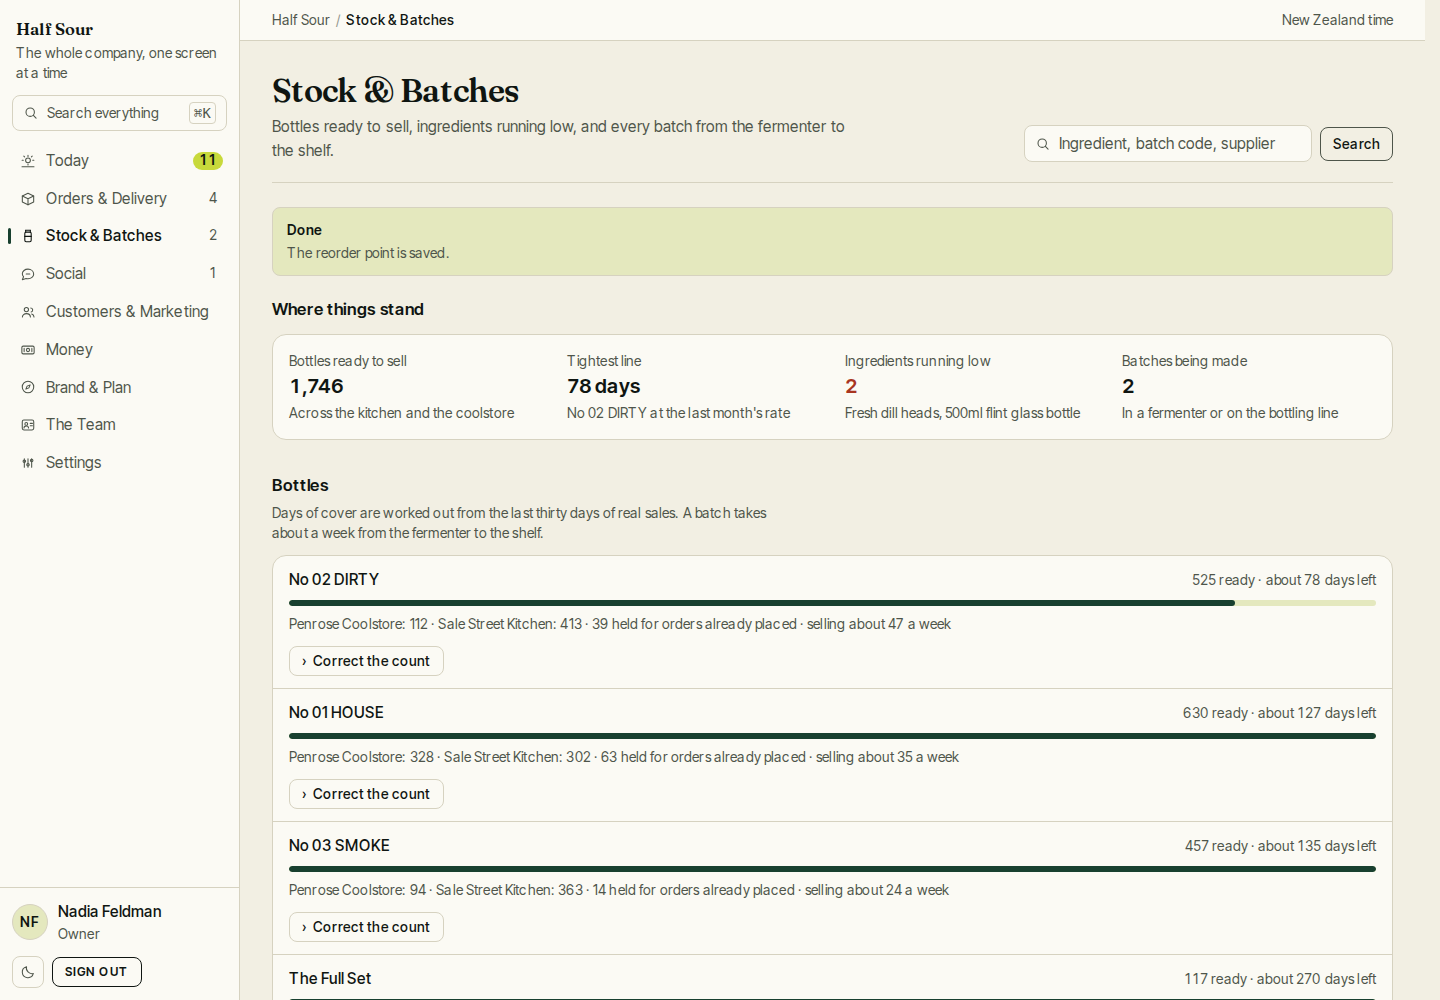 Half Sour
The whole company, one screen
at a time
Search everything
⌘K
Today
11
Orders & Delivery
4
Stock & Batches
2
Social
1
Customers & Marketing
Money
Brand & Plan
The Team
Settings
NF
Nadia Feldman
Owner
SIGN OUT
Half Sour / Stock & Batches
New Zealand time
Stock & Batches
Bottles ready to sell, ingredients running low, and every batch from the fermenter to
the shelf.
Ingredient, batch code, supplier
Search
Done
The reorder point is saved.
Where things stand
Bottles ready to sell
1,746
Across the kitchen and the coolstore
Tightest line
78 days
No 02 DIRTY at the last month's rate
Ingredients running low
2
Fresh dill heads, 500ml flint glass bottle
Batches being made
2
In a fermenter or on the bottling line
Bottles
Days of cover are worked out from the last thirty days of real sales. A batch takes
about a week from the fermenter to the shelf.
No 02 DIRTY
525 ready · about 78 days left
Penrose Coolstore: 112 · Sale Street Kitchen: 413 · 39 held for orders already placed · selling about 47 a week
› Correct the count
No 01 HOUSE
630 ready · about 127 days left
Penrose Coolstore: 328 · Sale Street Kitchen: 302 · 63 held for orders already placed · selling about 35 a week
› Correct the count
No 03 SMOKE
457 ready · about 135 days left
Penrose Coolstore: 94 · Sale Street Kitchen: 363 · 14 held for orders already placed · selling about 24 a week
› Correct the count
The Full Set
117 ready · about 270 days left